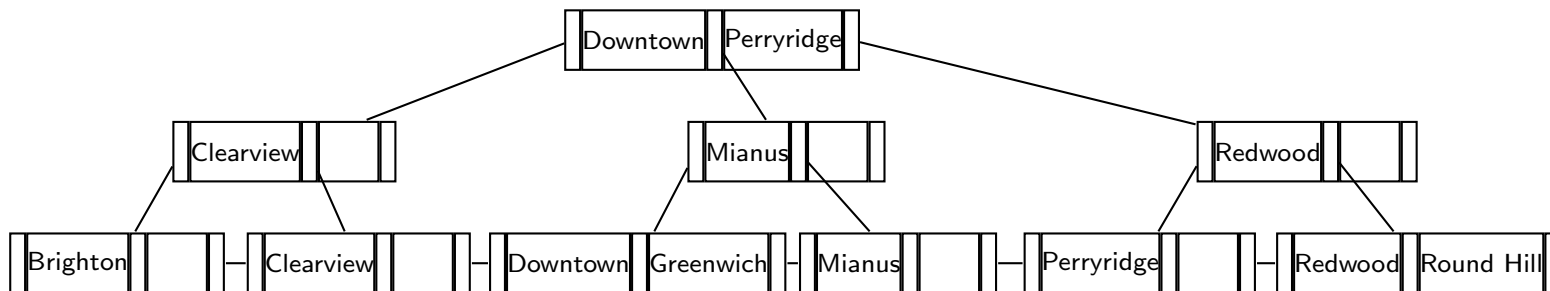 Downtown Perryridge
Clearview Mianus Redwood
Brighton Clearview Downtown Greenwich Mianus Perryridge Redwood Round Hill